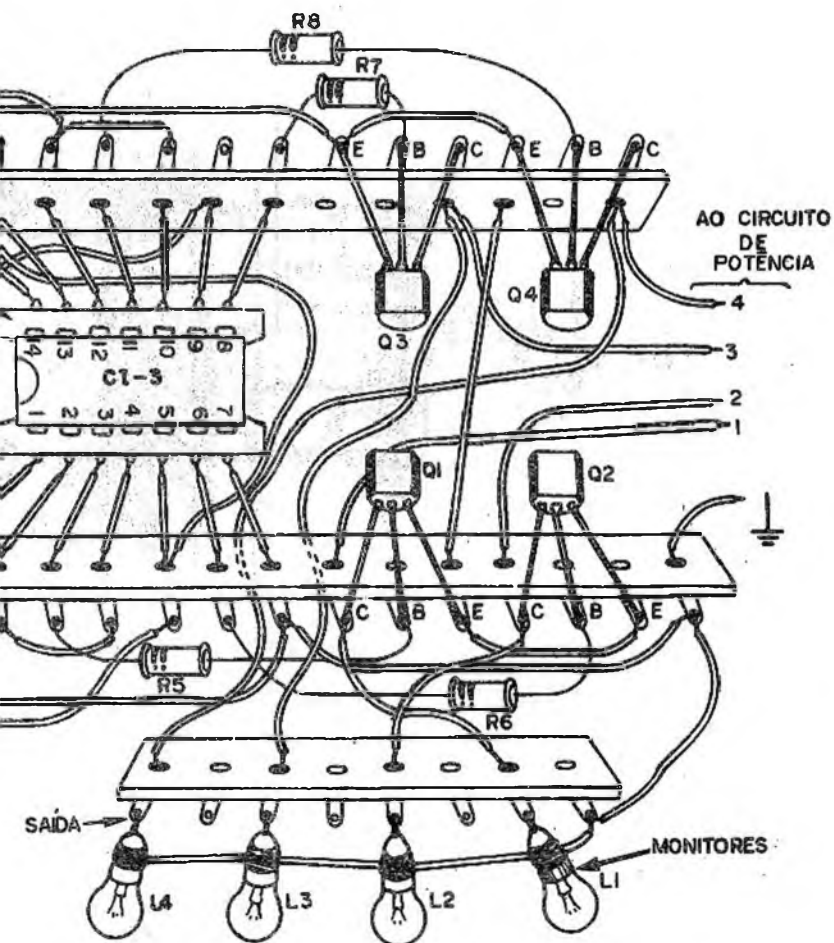 R8
R7
E B C E B C
AO CIRCUITO
DE
POTÊNCIA
Q3
Q4
4
3
2
1
14 13 12 11 10 9 8
CI-3
1 2 3 4 5 6 7
Q1
Q2
C B E C B E
R5
R6
SAÍDA
MONITORES
L4
L3
L2
L1